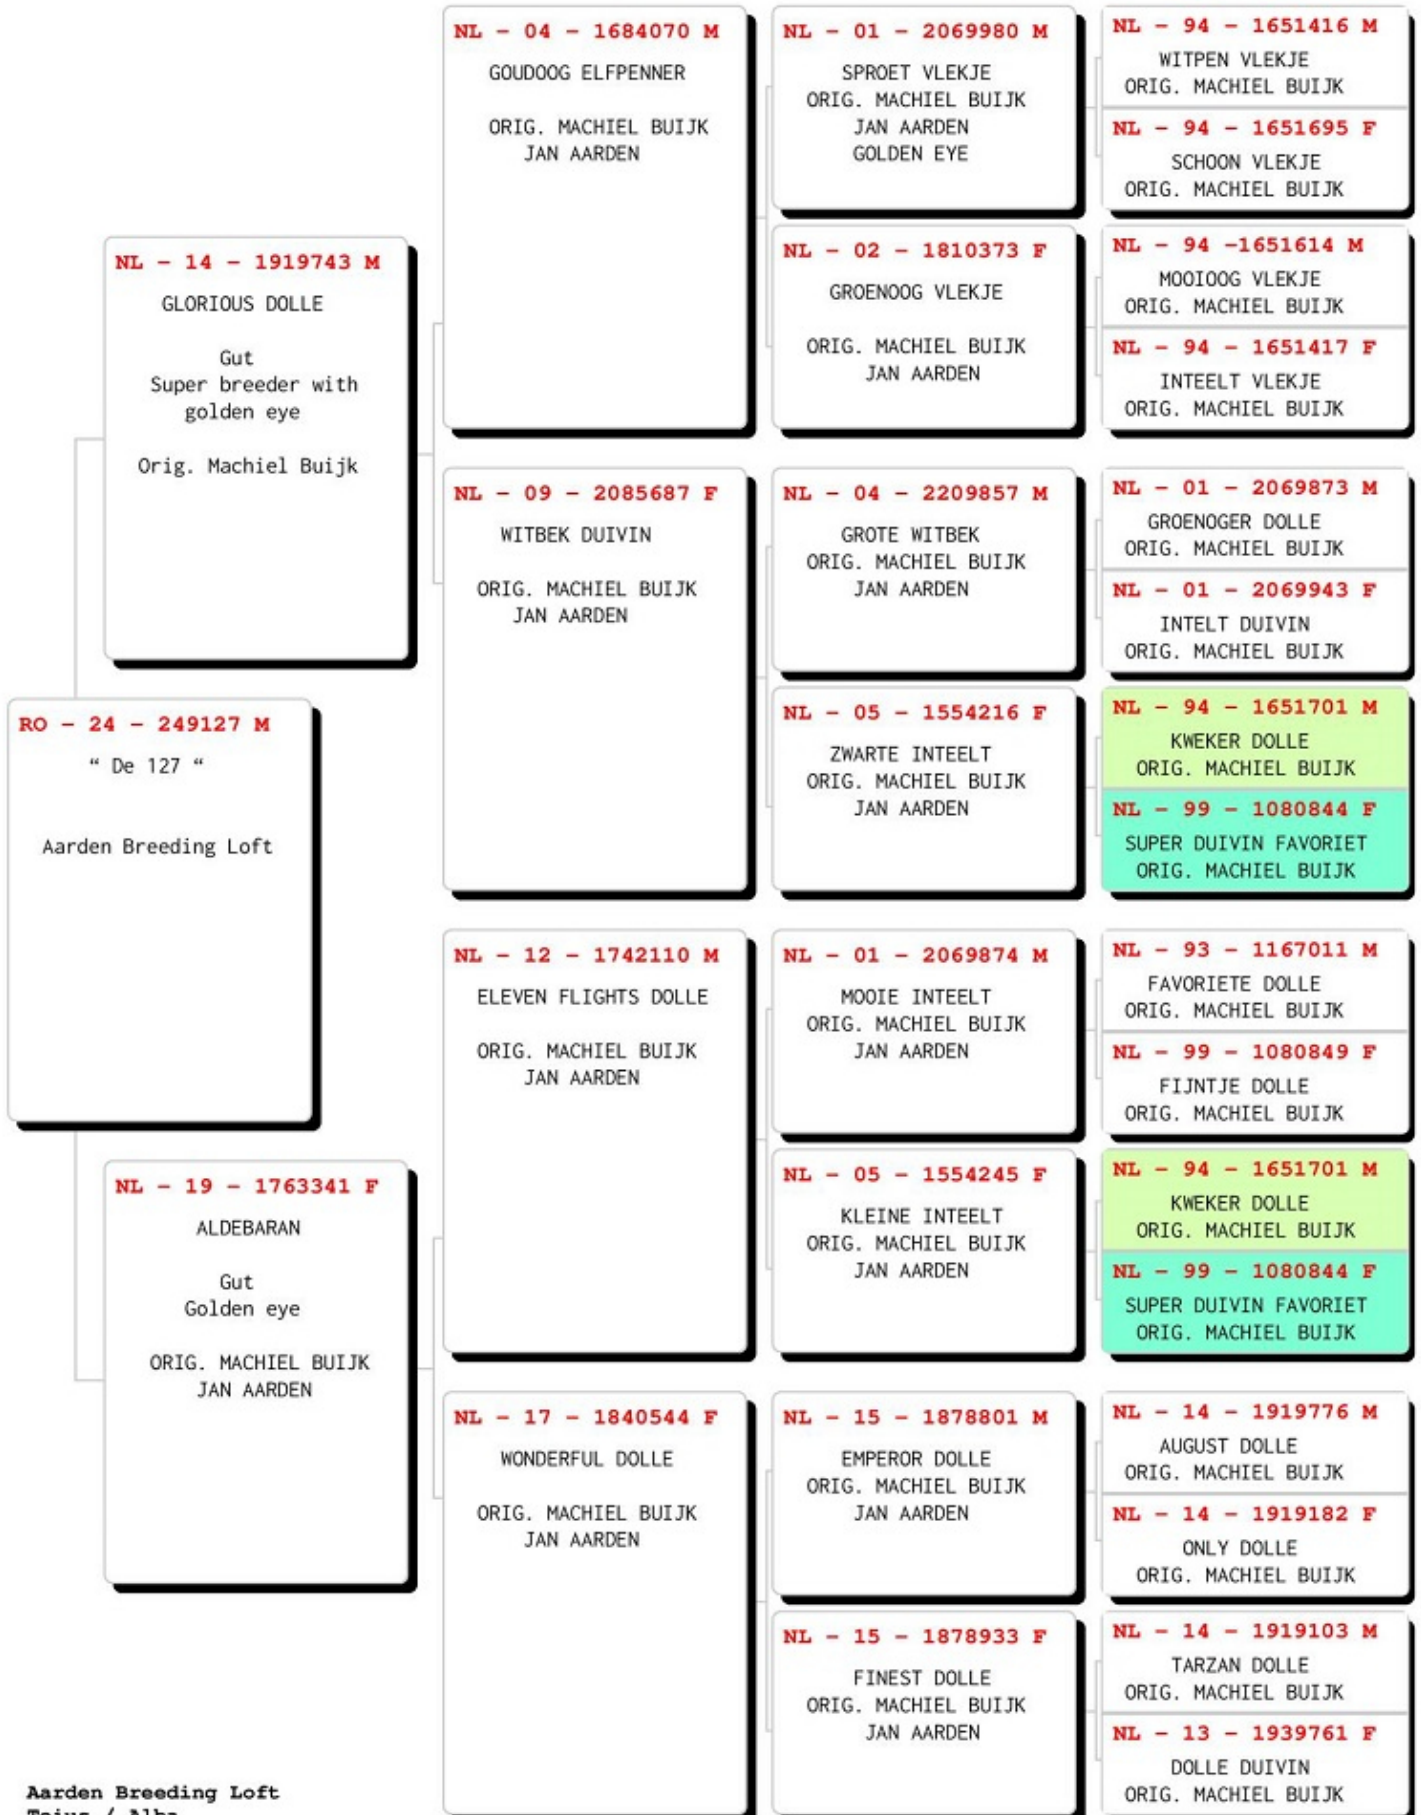 NL - 04 - 1684070 M
GOUDOOG ELFPENNER
ORIG. MACHIEL BUIJK
JAN AARDEN
NL - 01 - 2069980 M
SPROET VLEKJE
ORIG. MACHIEL BUIJK
JAN AARDEN
GOLDEN EYE
NL - 94 - 1651416 M
WITPEN VLEKJE
ORIG. MACHIEL BUIJK
NL - 94 - 1651695 F
SCHOON VLEKJE
ORIG. MACHIEL BUIJK
NL - 14 - 1919743 M
GLORIOUS DOLLE
Gut
Super breeder with
golden eye
Orig. Machiel Buijk
NL - 02 - 1810373 F
GROENOOG VLEKJE
ORIG. MACHIEL BUIJK
JAN AARDEN
NL - 94 -1651614 M
MOOIOOG VLEKJE
ORIG. MACHIEL BUIJK
NL - 94 - 1651417 F
INTEELT VLEKJE
ORIG. MACHIEL BUIJK
NL - 09 - 2085687 F
WITBEK DUIVIN
ORIG. MACHIEL BUIJK
JAN AARDEN
NL - 04 - 2209857 M
GROTE WITBEK
ORIG. MACHIEL BUIJK
JAN AARDEN
NL - 01 - 2069873 M
GROENOGER DOLLE
ORIG. MACHIEL BUIJK
NL - 01 - 2069943 F
INTELT DUIVIN
ORIG. MACHIEL BUIJK
RO - 24 - 249127 M
“ De 127 “
Aarden Breeding Loft
NL - 05 - 1554216 F
ZWARTE INTEELT
ORIG. MACHIEL BUIJK
JAN AARDEN
NL - 94 - 1651701 M
KWEKER DOLLE
ORIG. MACHIEL BUIJK
NL - 99 - 1080844 F
SUPER DUIVIN FAVORIET
ORIG. MACHIEL BUIJK
NL - 12 - 1742110 M
ELEVEN FLIGHTS DOLLE
ORIG. MACHIEL BUIJK
JAN AARDEN
NL - 01 - 2069874 M
MOOIE INTEELT
ORIG. MACHIEL BUIJK
JAN AARDEN
NL - 93 - 1167011 M
FAVORIETE DOLLE
ORIG. MACHIEL BUIJK
NL - 99 - 1080849 F
FIJNTJE DOLLE
ORIG. MACHIEL BUIJK
NL - 19 - 1763341 F
ALDEBARAN
Gut
Golden eye
ORIG. MACHIEL BUIJK
JAN AARDEN
NL - 05 - 1554245 F
KLEINE INTEELT
ORIG. MACHIEL BUIJK
JAN AARDEN
NL - 94 - 1651701 M
KWEKER DOLLE
ORIG. MACHIEL BUIJK
NL - 99 - 1080844 F
SUPER DUIVIN FAVORIET
ORIG. MACHIEL BUIJK
NL - 17 - 1840544 F
WONDERFUL DOLLE
ORIG. MACHIEL BUIJK
JAN AARDEN
NL - 15 - 1878801 M
EMPEROR DOLLE
ORIG. MACHIEL BUIJK
JAN AARDEN
NL - 14 - 1919776 M
AUGUST DOLLE
ORIG. MACHIEL BUIJK
NL - 14 - 1919182 F
ONLY DOLLE
ORIG. MACHIEL BUIJK
NL - 15 - 1878933 F
FINEST DOLLE
ORIG. MACHIEL BUIJK
JAN AARDEN
NL - 14 - 1919103 M
TARZAN DOLLE
ORIG. MACHIEL BUIJK
NL - 13 - 1939761 F
DOLLE DUIVIN
ORIG. MACHIEL BUIJK
Aarden Breeding Loft